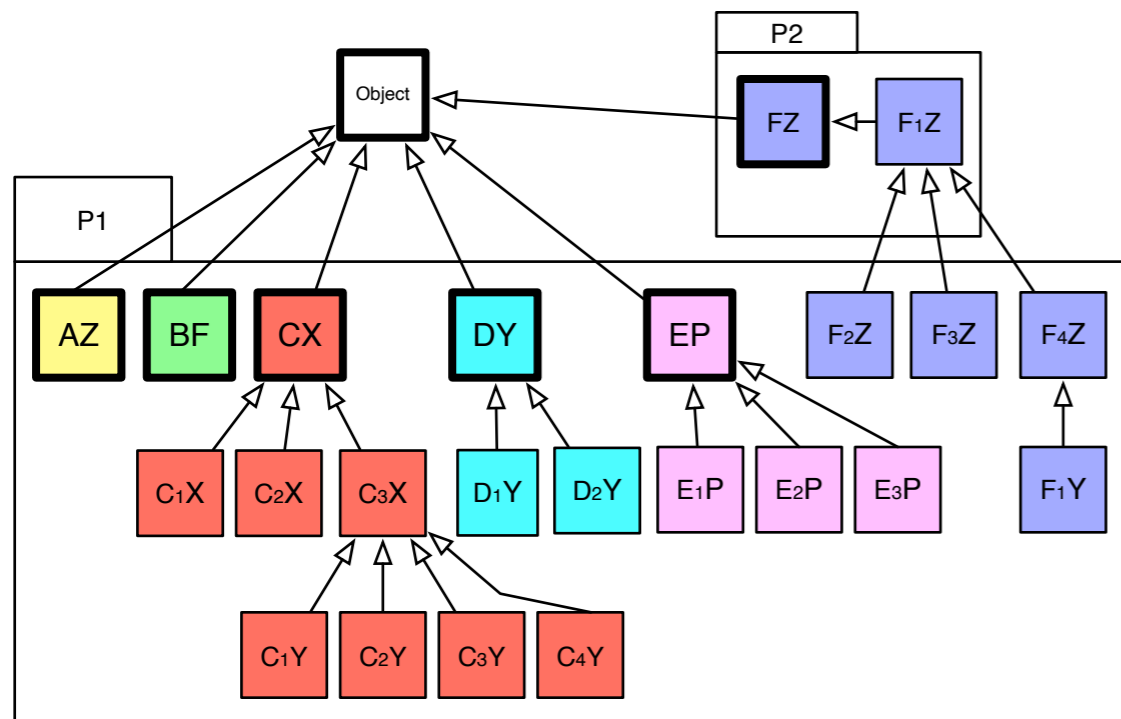 P2
Object
FZ
F1Z
P1
AZ
BF
CX
DY
EP
F2Z
F3Z
F4Z
C1X
C2X
C3X
D1Y
D2Y
E1P
E2P
E3P
F1Y
C1Y
C2Y
C3Y
C4Y